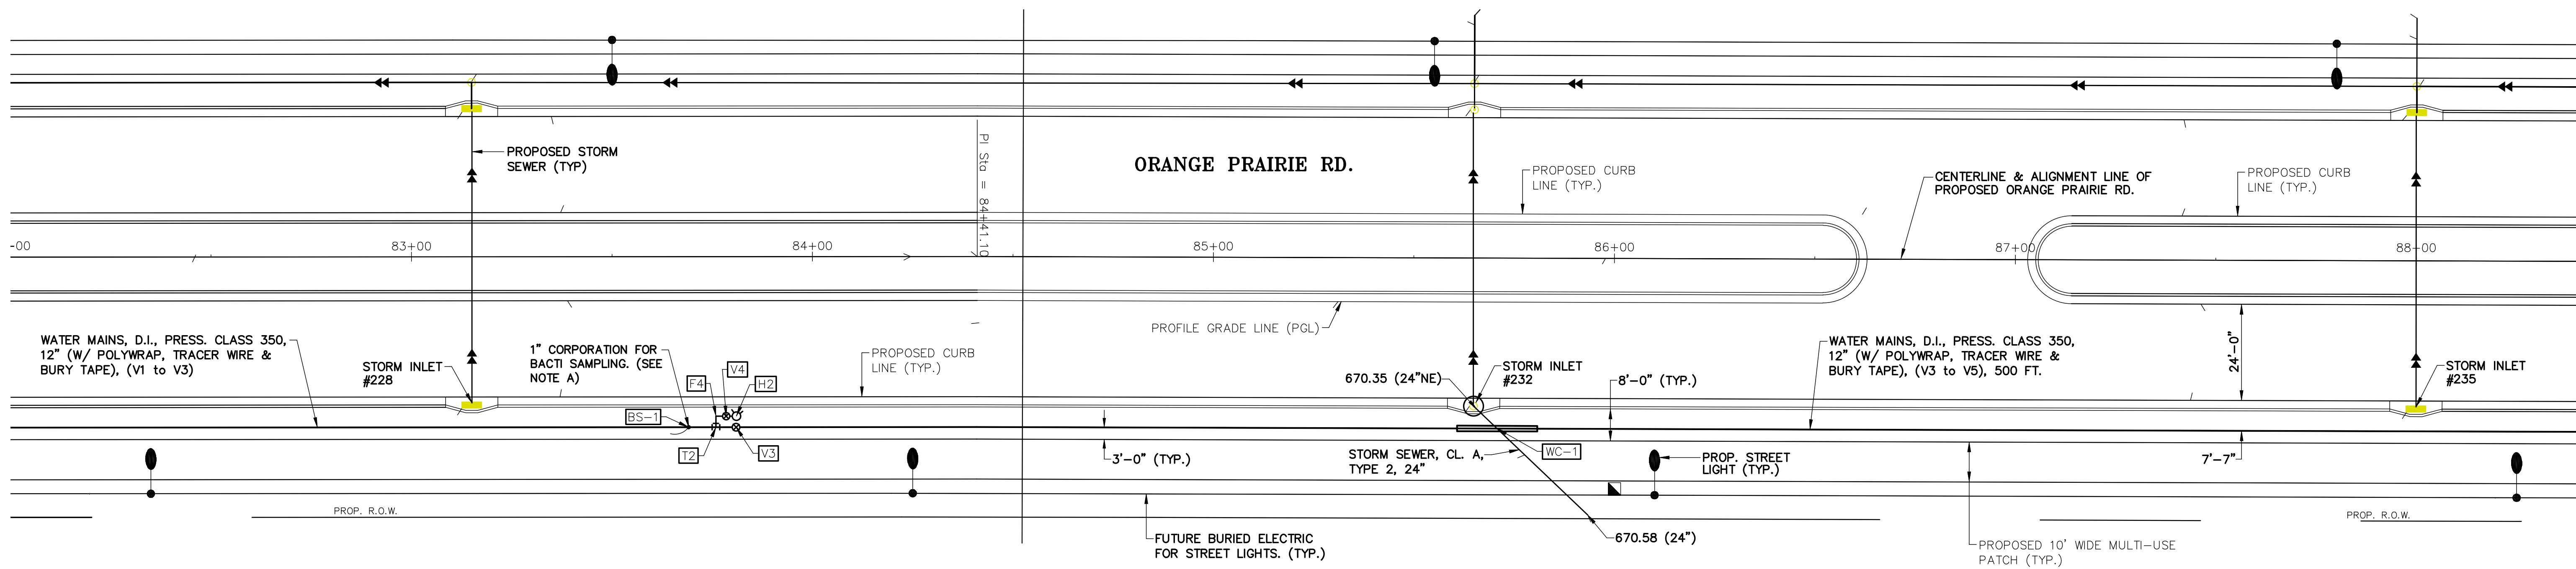 ORANGE PRAIRIE RD.
PROPOSED STORM
SEWER (TYP)
PI Sta = 84+41.10
PROPOSED CURB
LINE (TYP.)
CENTERLINE & ALIGNMENT LINE OF
PROPOSED ORANGE PRAIRIE RD.
PROPOSED CURB
LINE (TYP.)
-00
83+00
84+00
85+00
86+00
87+00
88+00
PROFILE GRADE LINE (PGL)
WATER MAINS, D.I., PRESS. CLASS 350,
12" (W/ POLYWRAP, TRACER WIRE &
BURY TAPE), (V1 to V3)
STORM INLET
#228
1" CORPORATION FOR
BACTI SAMPLING. (SEE
NOTE A)
PROPOSED CURB
LINE (TYP.)
F4
V4
H2
BS-1
T2
V3
670.35 (24"NE)
STORM INLET
#232
8'-0" (TYP.)
WATER MAINS, D.I., PRESS. CLASS 350,
12" (W/ POLYWRAP, TRACER WIRE &
BURY TAPE), (V3 to V5), 500 FT.
24'-0"
STORM INLET
#235
3'-0" (TYP.)
STORM SEWER, CL. A,
TYPE 2, 24"
WC-1
PROP. STREET
LIGHT (TYP.)
7'-7"
PROP. R.O.W.
FUTURE BURIED ELECTRIC
FOR STREET LIGHTS. (TYP.)
670.58 (24")
PROPOSED 10' WIDE MULTI-USE
PATCH (TYP.)
PROP. R.O.W.